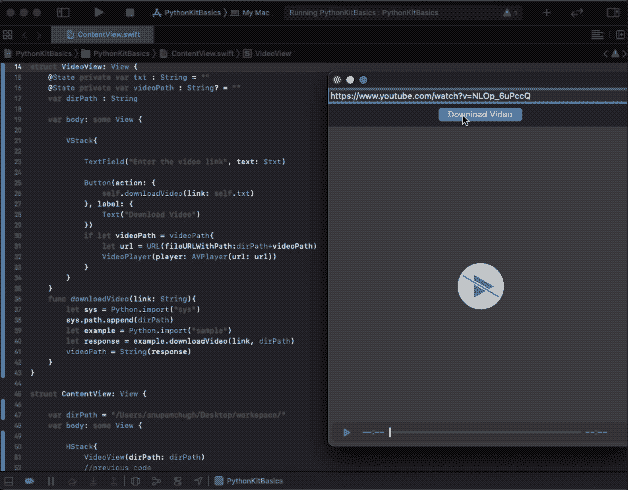 PythonKitBasics > My Mac
Running PythonKitBasics : PythonKitBasics
ContentView.swift
PythonKitBasics > PythonKitBasics > ContentView.swift > VideoView
14 struct VideoView: View {
15 @State private var txt : String = ""
16 @State private var videoPath : String? = ""
17 var dirPath : String
18
19 var body: some View {
20
21 VStack{
22
23 TextField("Enter the video link", text: $txt)
24
25 Button(action: {
26 self.downloadVideo(link: self.txt)
27 }, label: {
28 Text("Download Video")
29 })
30 if let videoPath = videoPath{
31 let url = URL(fileURLWithPath:dirPath+videoPath)
32 VideoPlayer(player: AVPlayer(url: url))
33 }
34 }
35 }
36 func downloadVideo(link: String){
37 let sys = Python.import("sys")
38 sys.path.append(dirPath)
39 let example = Python.import("sample")
40 let response = example.downloadVideo(link, dirPath)
41 videoPath = String(response)
42 }
43 }
44
45 struct ContentView: View {
46
47 var dirPath = "/Users/anupamchugh/Desktop/workspace/"
48 var body: some View {
49
50 HStack{
51 VideoView(dirPath: dirPath)
52 //previous code
https://www.youtube.com/watch?v=NLOp_6uPccQ
Download Video
--:--
--:--
PythonKitBasics